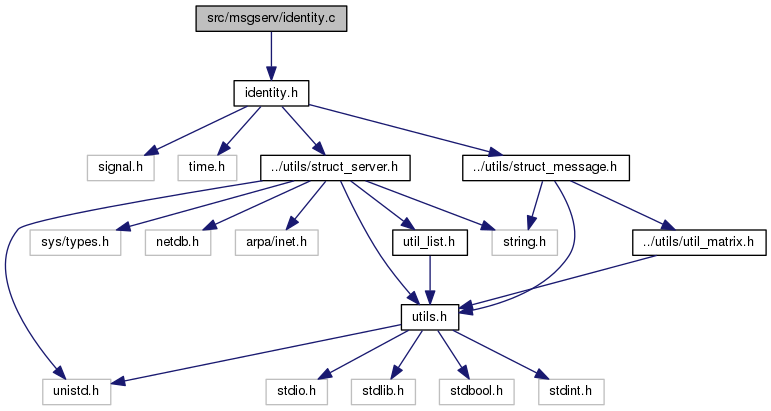 src/msgserv/identity.c
identity.h
signal.h
time.h
../utils/struct_server.h
../utils/struct_message.h
sys/types.h
netdb.h
arpa/inet.h
util_list.h
string.h
../utils/util_matrix.h
utils.h
unistd.h
stdio.h
stdlib.h
stdbool.h
stdint.h